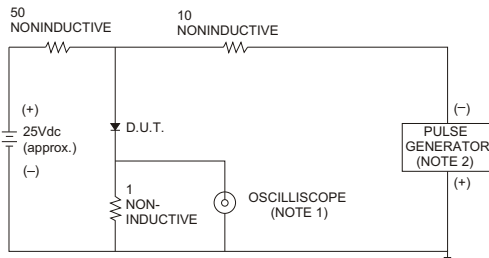 50
NONINDUCTIVE
10
NONINDUCTIVE
(+)
25Vdc
(approx.)
(–)
D.U.T.
1
NON-
INDUCTIVE
OSCILLISCOPE
(NOTE 1)
(–)
PULSE
GENERATOR
(NOTE 2)
(+)